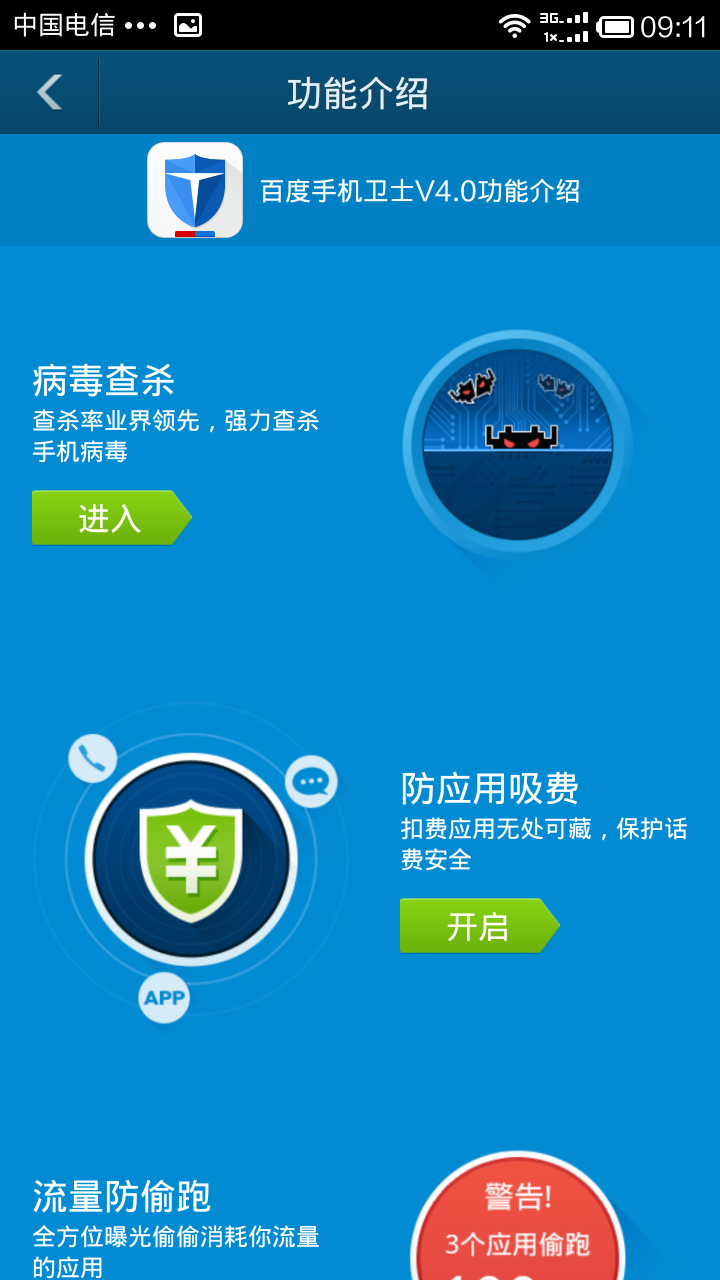 中国电信 ••• 3G 1× 09:11
功能介绍
百度手机卫士V4.0功能介绍
病毒查杀
查杀率业界领先，强力查杀
手机病毒
进入
防应用吸费
扣费应用无处可藏，保护话
费安全
开启
¥
APP
流量防偷跑
全方位曝光偷偷消耗你流量
的应用
警告!
3个应用偷跑